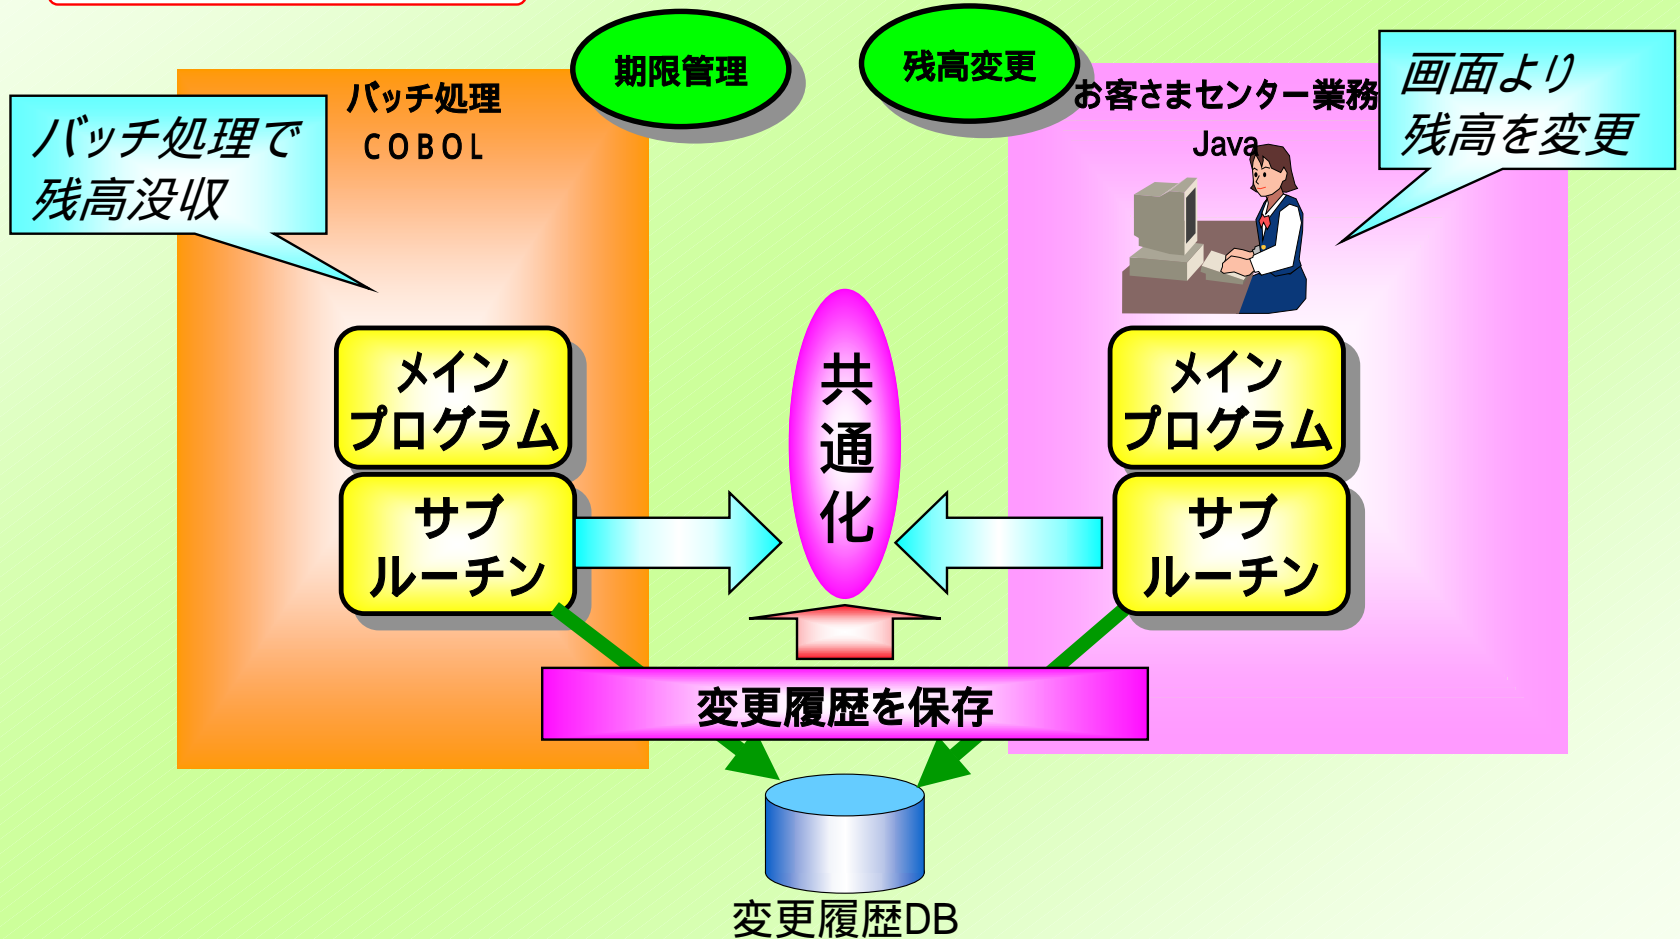 期限管理
残高変更
バッチ処理
COBOL
お客さまセンター業務
Java
バッチ処理で
残高没収
画面より
残高を変更
メイン
プログラム
サブ
ルーチン
共
通
化
メイン
プログラム
サブ
ルーチン
変更履歴を保存
変更履歴DB